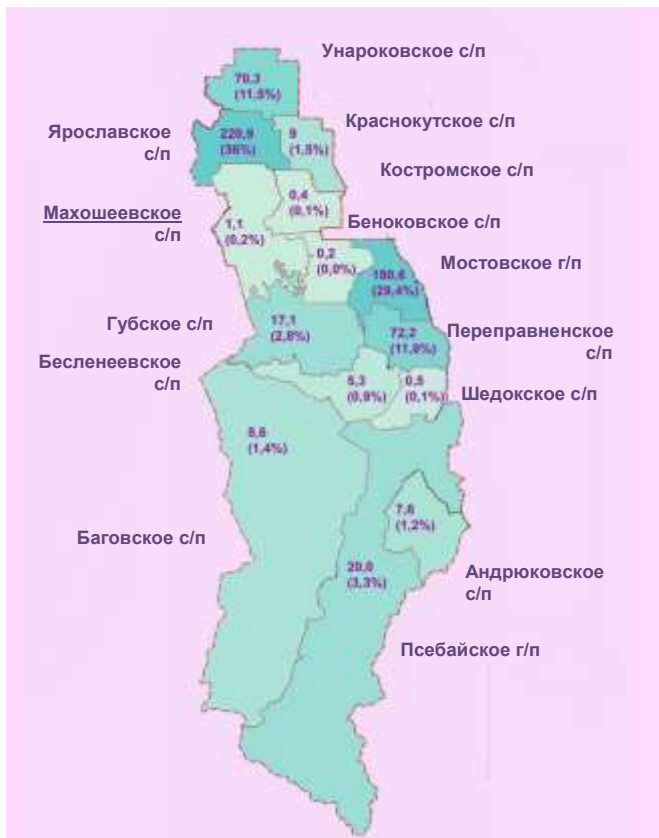 Унароковское с/п
70,3
(11,5%)
Ярославское
с/п
220,9
(36%)
9
(1,5%)
Краснокутское с/п
Костромское с/п
Махошеевское
с/п
1,1
(0,2%)
0,4
(0,1%)
Беноковское с/п
0,2
(0,0%)
180,6
(29,4%)
Мостовское г/п
Губское с/п
17,1
(2,8%)
72,2
(11,8%)
Переправненское
с/п
Бесленеевское
с/п
5,3
(0,9%)
0,5
(0,1%)
Шедокское с/п
8,6
(1,4%)
Баговское с/п
7,6
(1,2%)
20,0
(3,3%)
Андрюковское
с/п
Псебайское г/п